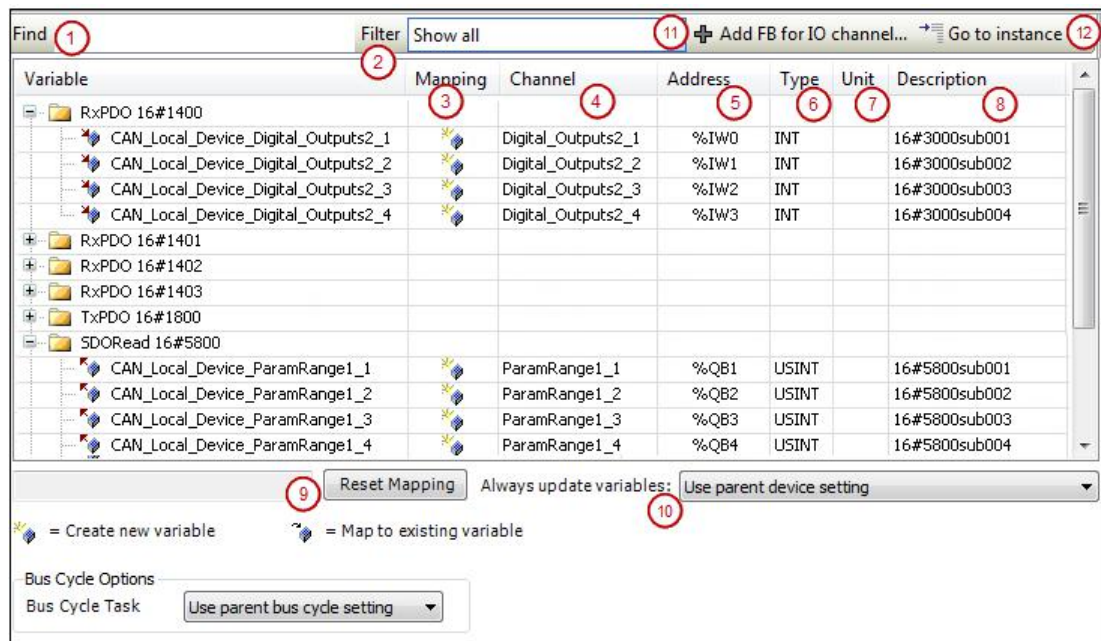 Find 1 Filter Show all 11 Add FB for IO channel... Go to instance 12
2
Variable Mapping Channel Address Type Unit Description
3 4 5 6 7 8
RxPDO 16#1400
CAN_Local_Device_Digital_Outputs2_1 Digital_Outputs2_1 %IW0 INT 16#3000sub001
CAN_Local_Device_Digital_Outputs2_2 Digital_Outputs2_2 %IW1 INT 16#3000sub002
CAN_Local_Device_Digital_Outputs2_3 Digital_Outputs2_3 %IW2 INT 16#3000sub003
CAN_Local_Device_Digital_Outputs2_4 Digital_Outputs2_4 %IW3 INT 16#3000sub004
RxPDO 16#1401
RxPDO 16#1402
RxPDO 16#1403
TxPDO 16#1800
SDORead 16#5800
CAN_Local_Device_ParamRange1_1 ParamRange1_1 %QB1 USINT 16#5800sub001
CAN_Local_Device_ParamRange1_2 ParamRange1_2 %QB2 USINT 16#5800sub002
CAN_Local_Device_ParamRange1_3 ParamRange1_3 %QB3 USINT 16#5800sub003
CAN_Local_Device_ParamRange1_4 ParamRange1_4 %QB4 USINT 16#5800sub004
9 Reset Mapping Always update variables: Use parent device setting
10
= Create new variable = Map to existing variable
Bus Cycle Options
Bus Cycle Task Use parent bus cycle setting